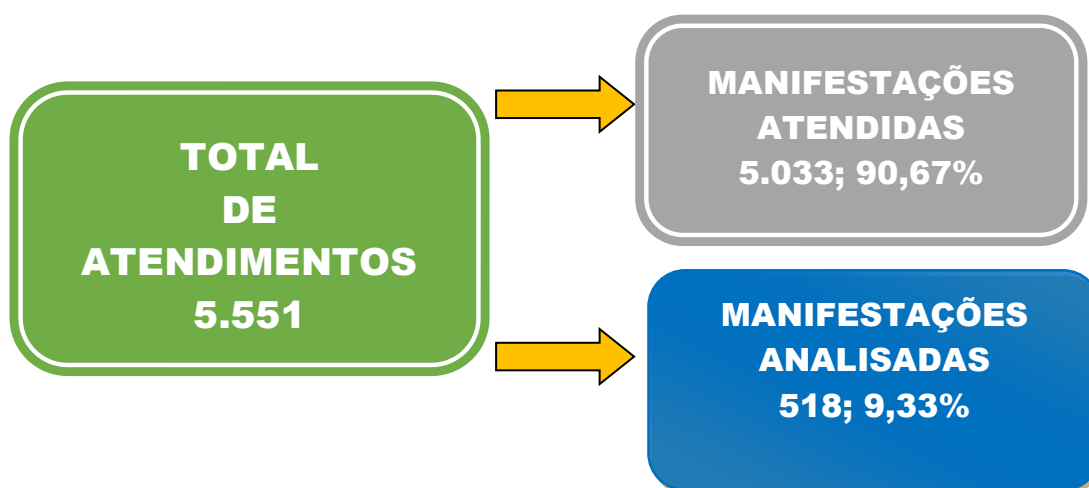 TOTAL
DE
ATENDIMENTOS
5.551
MANIFESTAÇÕES
ATENDIDAS
5.033; 90,67%
MANIFESTAÇÕES
ANALISADAS
518; 9,33%